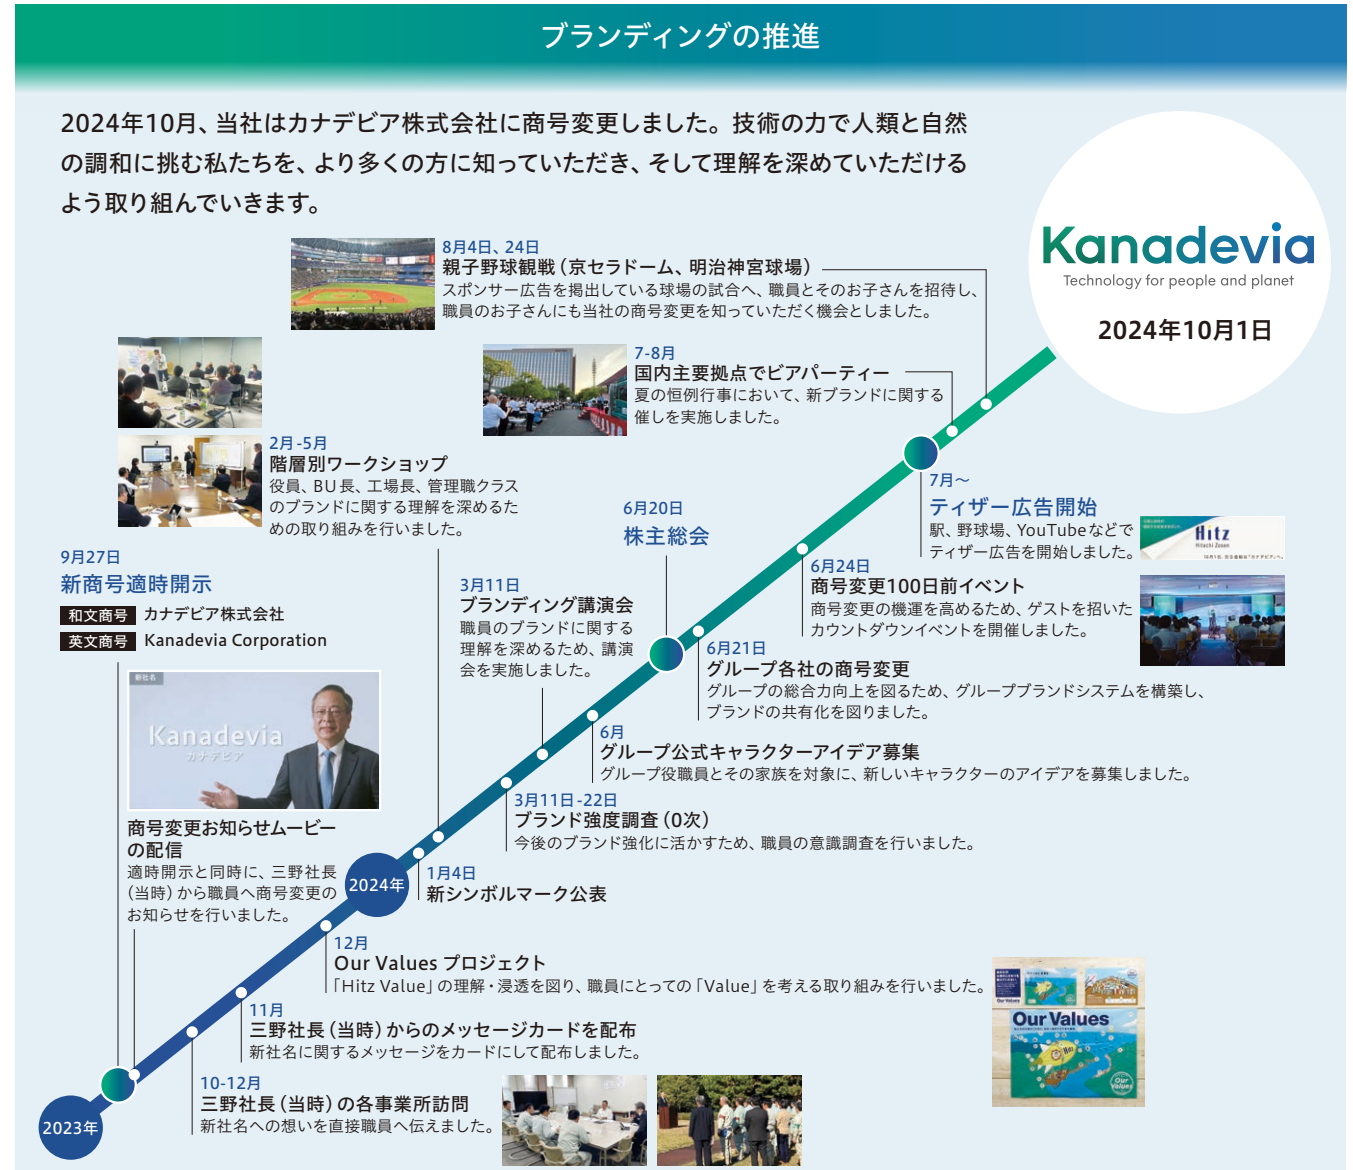 ブランディングの推進
2024年10月、当社はカナデビア株式会社に商号変更しました。技術の力で人類と自然
の調和に挑む私たちを、より多くの方に知っていただき、そして理解を深めていただける
よう取り組んでいきます。
Kanadevia
Technology for people and planet
2024年10月1日
8月4日、24日
親子野球観戦（京セラドーム、明治神宮球場）
スポンサー広告を掲出している球場の試合へ、職員とそのお子さんを招待し、
職員のお子さんにも当社の商号変更を知っていただく機会としました。
7-8月
国内主要拠点でビアパーティー
夏の恒例行事において、新ブランドに関する
催しを実施しました。
2月-5月
階層別ワークショップ
役員、BU長、工場長、管理職クラス
のブランドに関する理解を深めるた
めの取り組みを行いました。
7月～
ティザー広告開始
駅、野球場、YouTubeなどで
ティザー広告を開始しました。
Hitz
Hitachi Zosen
6月20日
株主総会
9月27日
新商号適時開示
和文商号 カナデビア株式会社
英文商号 Kanadevia Corporation
6月24日
商号変更100日前イベント
商号変更の機運を高めるため、ゲストを招いた
カウントダウンイベントを開催しました。
3月11日
ブランディング講演会
職員のブランドに関する
理解を深めるため、講演
会を実施しました。
6月21日
グループ各社の商号変更
グループの総合力向上を図るため、グループブランドシステムを構築し、
ブランドの共有化を図りました。
新社名
Kanadevia
カナデビア
6月
グループ公式キャラクターアイデア募集
グループ役職員とその家族を対象に、新しいキャラクターのアイデアを募集しました。
3月11日-22日
ブランド強度調査（0次）
今後のブランド強化に活かすため、職員の意識調査を行いました。
商号変更お知らせムービー
の配信
適時開示と同時に、三野社長
（当時）から職員へ商号変更の
お知らせを行いました。
2024年
1月4日
新シンボルマーク公表
12月
Our Values プロジェクト
「Hitz Value」の理解・浸透を図り、職員にとっての「Value」を考える取り組みを行いました。
Our Values
Our Values
Hitz
Our
Values
11月
三野社長（当時）からのメッセージカードを配布
新社名に関するメッセージをカードにして配布しました。
10-12月
三野社長（当時）の各事業所訪問
新社名への想いを直接職員へ伝えました。
2023年